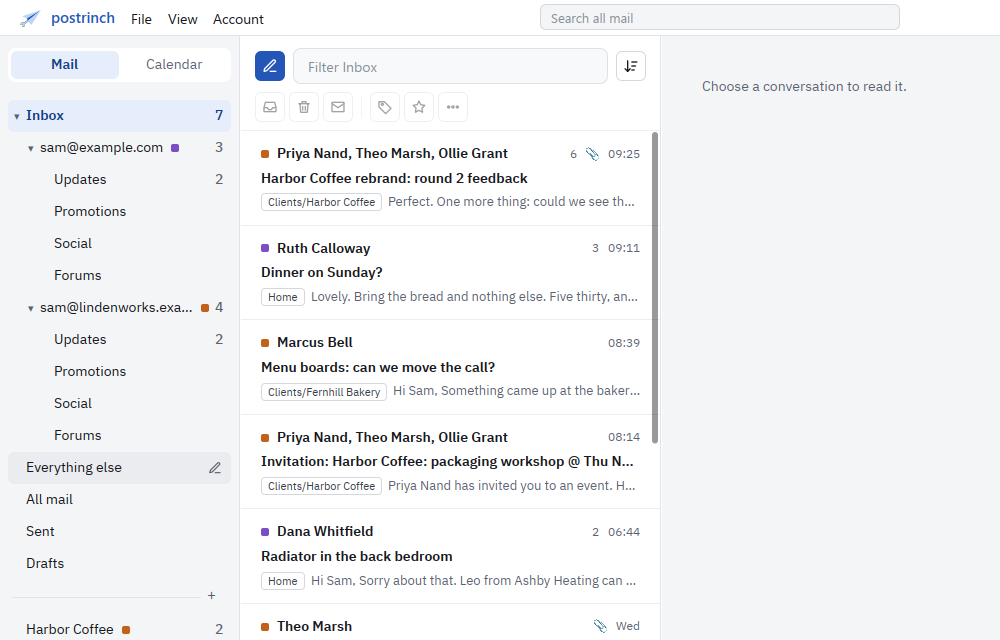 postrinch File View Account
Search all mail
Mail Calendar
Inbox 7
sam@example.com 3
Updates 2
Promotions
Social
Forums
sam@lindenworks.exa... 4
Updates 2
Promotions
Social
Forums
Everything else
All mail
Sent
Drafts
+
Harbor Coffee 2
Filter Inbox
Priya Nand, Theo Marsh, Ollie Grant 6 09:25
Harbor Coffee rebrand: round 2 feedback
Clients/Harbor Coffee Perfect. One more thing: could we see th...
Ruth Calloway 3 09:11
Dinner on Sunday?
Home Lovely. Bring the bread and nothing else. Five thirty, an...
Marcus Bell 08:39
Menu boards: can we move the call?
Clients/Fernhill Bakery Hi Sam, Something came up at the baker...
Priya Nand, Theo Marsh, Ollie Grant 08:14
Invitation: Harbor Coffee: packaging workshop @ Thu N...
Clients/Harbor Coffee Priya Nand has invited you to an event. H...
Dana Whitfield 2 06:44
Radiator in the back bedroom
Home Hi Sam, Sorry about that. Leo from Ashby Heating can ...
Theo Marsh Wed
Choose a conversation to read it.